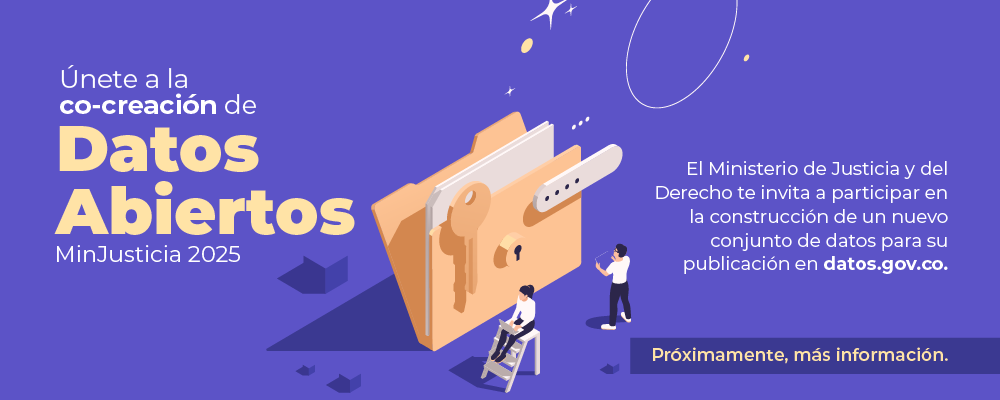 Únete a la
co-creación de
Datos
Abiertos
MinJusticia 2025
El Ministerio de Justicia y del
Derecho te invita a participar en
la construcción de un nuevo
conjunto de datos para su
publicación en datos.gov.co.
Próximamente, más información.